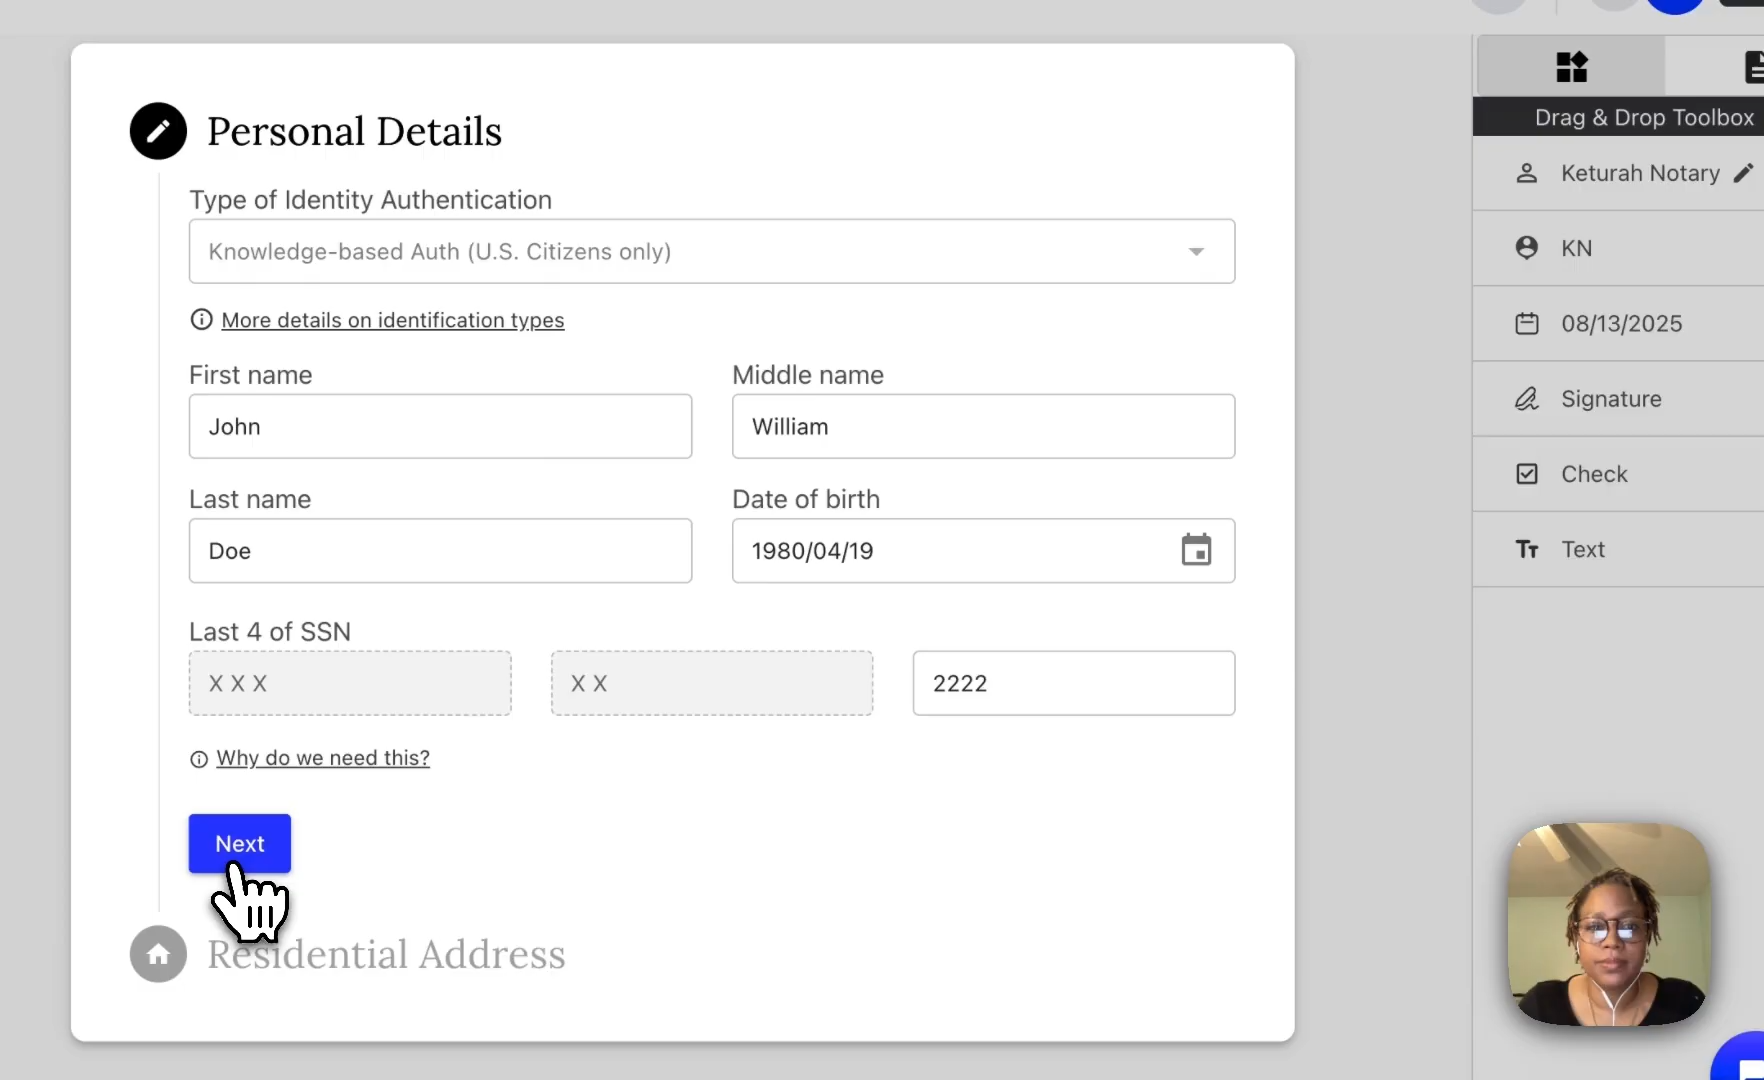 Personal Details
Type of Identity Authentication
Knowledge-based Auth (U.S. Citizens only)
More details on identification types
First name
Middle name
John
William
Last name
Date of birth
Doe
1980/04/19
Last 4 of SSN
X X X
X X
2222
Why do we need this?
Next
Residential Address
Drag & Drop Toolbox
Keturah Notary
KN
08/13/2025
Signature
Check
Tт Text